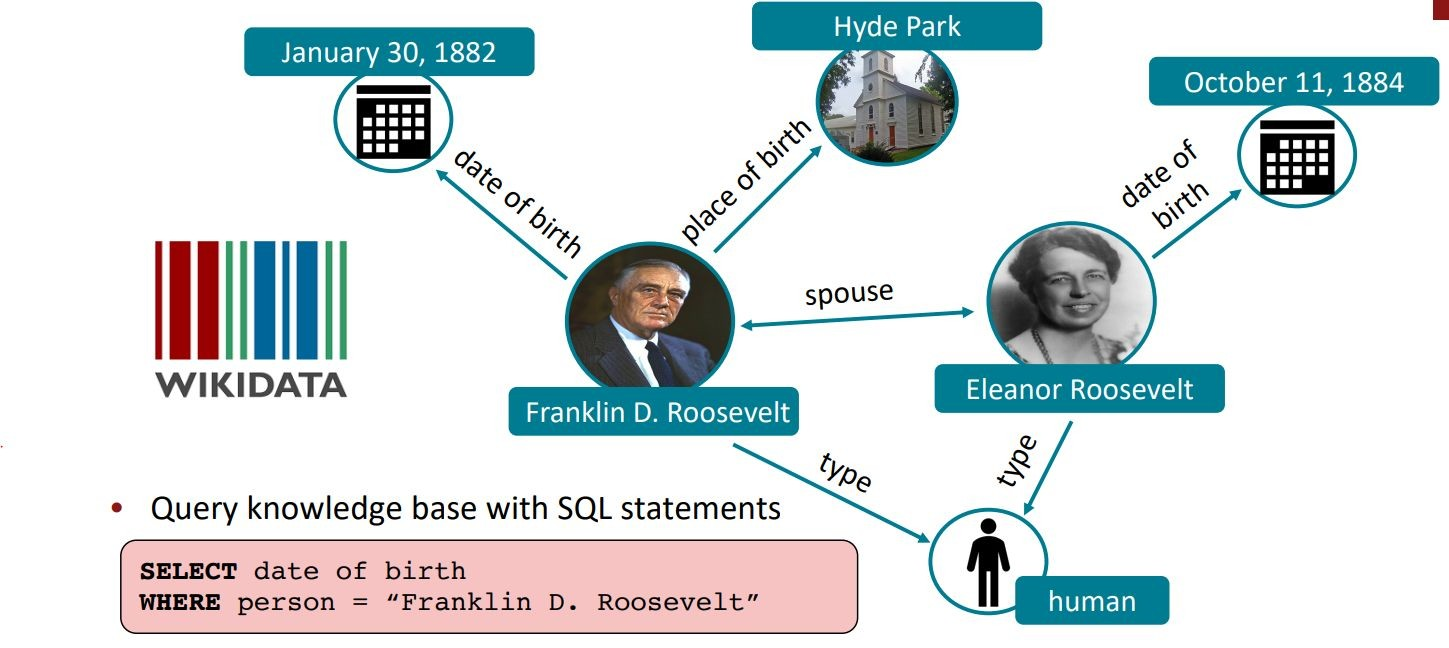 Hyde Park
January 30, 1882
October 11, 1884
date of birth
place of birth
date of
birth
spouse
WIKIDATA
Franklin D. Roosevelt
Eleanor Roosevelt
type
type
• Query knowledge base with SQL statements
SELECT date of birth
WHERE person = “Franklin D. Roosevelt”
human